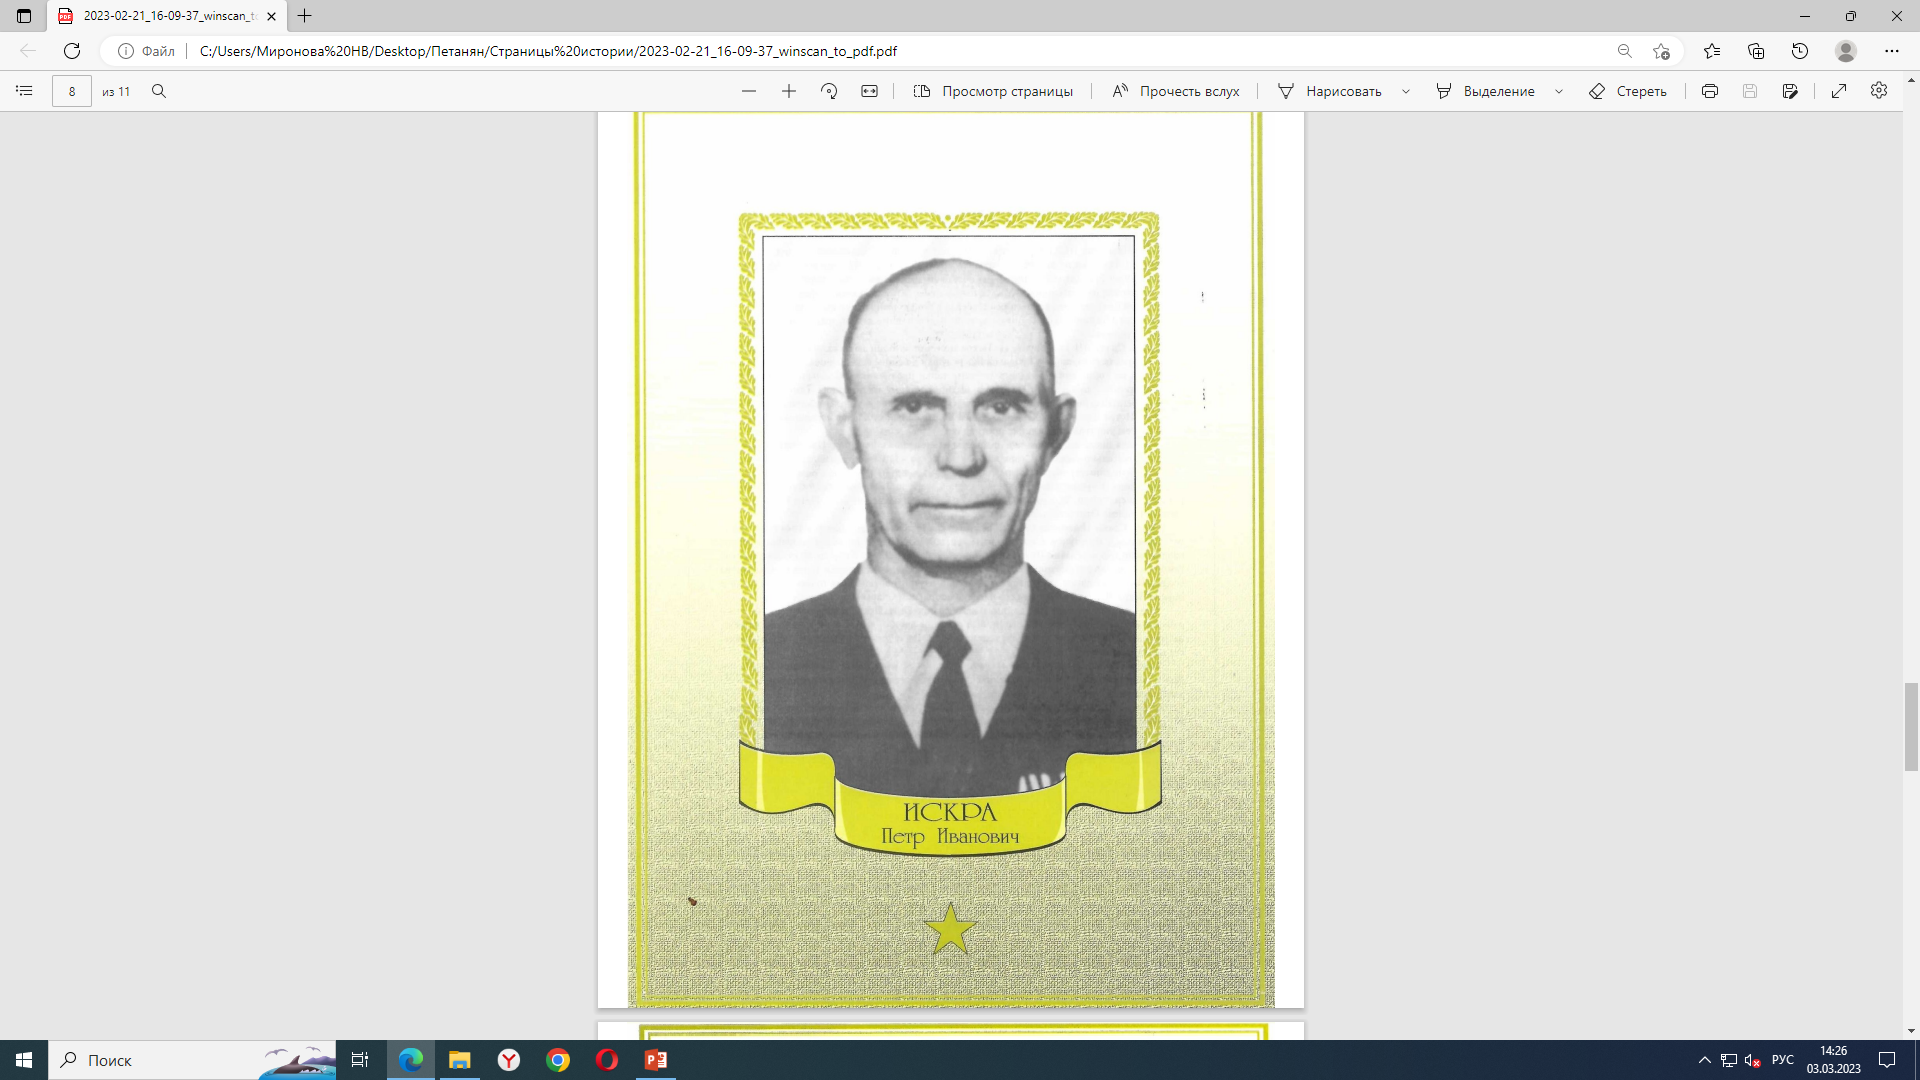 2023-02-21_16-09-37_winscan_to
Файл
C:/Users/Миронова%20НВ/Desktop/Петанян/Страницы%20истории/2023-02-21_16-09-37_winscan_to_pdf.pdf
8 из 11
Просмотр страницы
Прочесть вслух
Нарисовать
Выделение
Стереть
ИСКРА
Петр Иванович
Поиск
РУС
14:26
03.03.2023